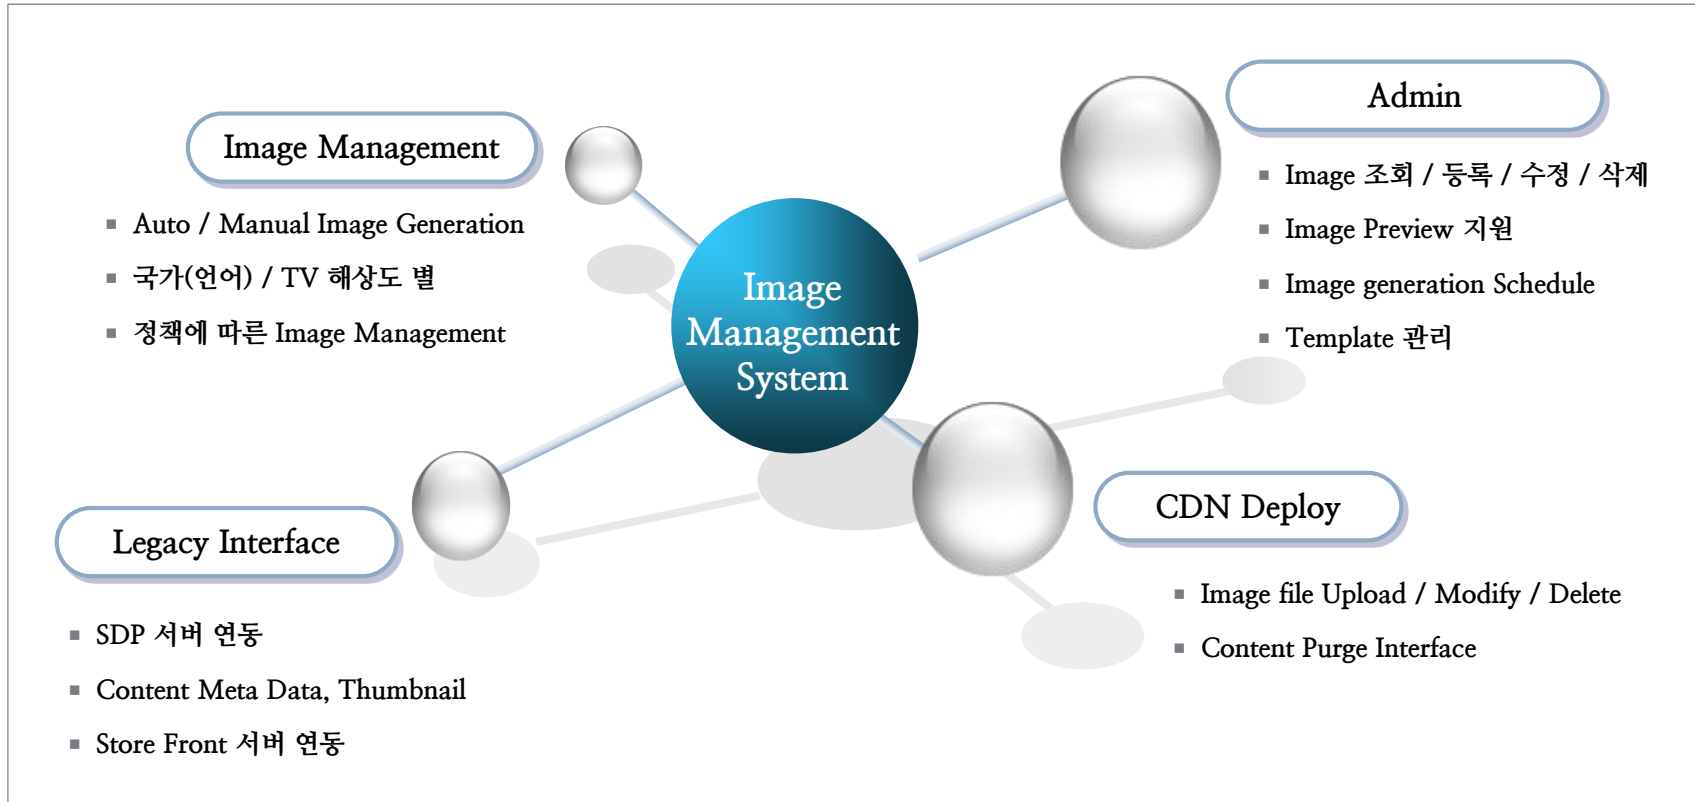 Image Management
▪ Auto / Manual Image Generation
▪ 국가(언어) / TV 해상도 별
▪ 정책에 따른 Image Management
Admin
▪ Image 조회 / 등록 / 수정 / 삭제
▪ Image Preview 지원
▪ Image generation Schedule
▪ Template 관리
Image
Management
System
Legacy Interface
▪ SDP 서버 연동
▪ Content Meta Data, Thumbnail
▪ Store Front 서버 연동
CDN Deploy
▪ Image file Upload / Modify / Delete
▪ Content Purge Interface